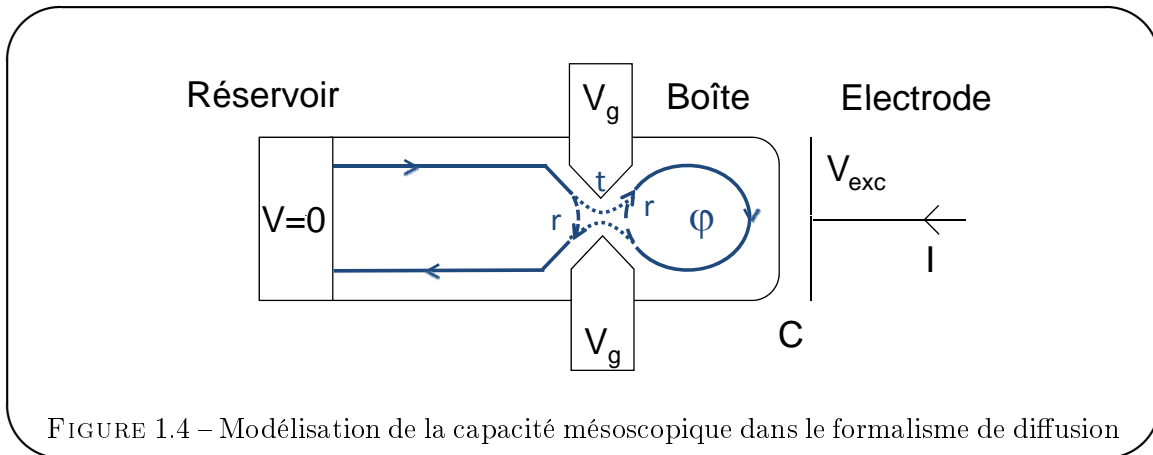 Réservoir
V_g
Boîte
Electrode
V=0
t
r
r
φ
V_exc
I
V_g
C
FIGURE 1.4 – Modélisation de la capacité mésoscopique dans le formalisme de diffusion